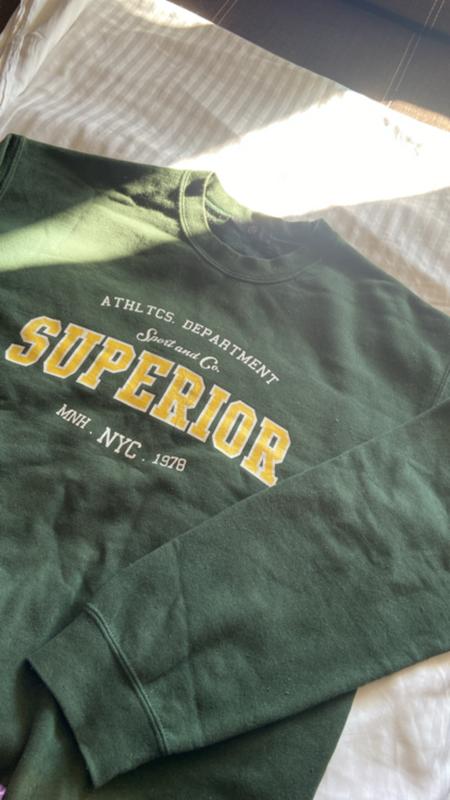 ATHLTCS. DEPARTMENT
Sport and Co.
SUPERIOR
MNH . NYC . 1978